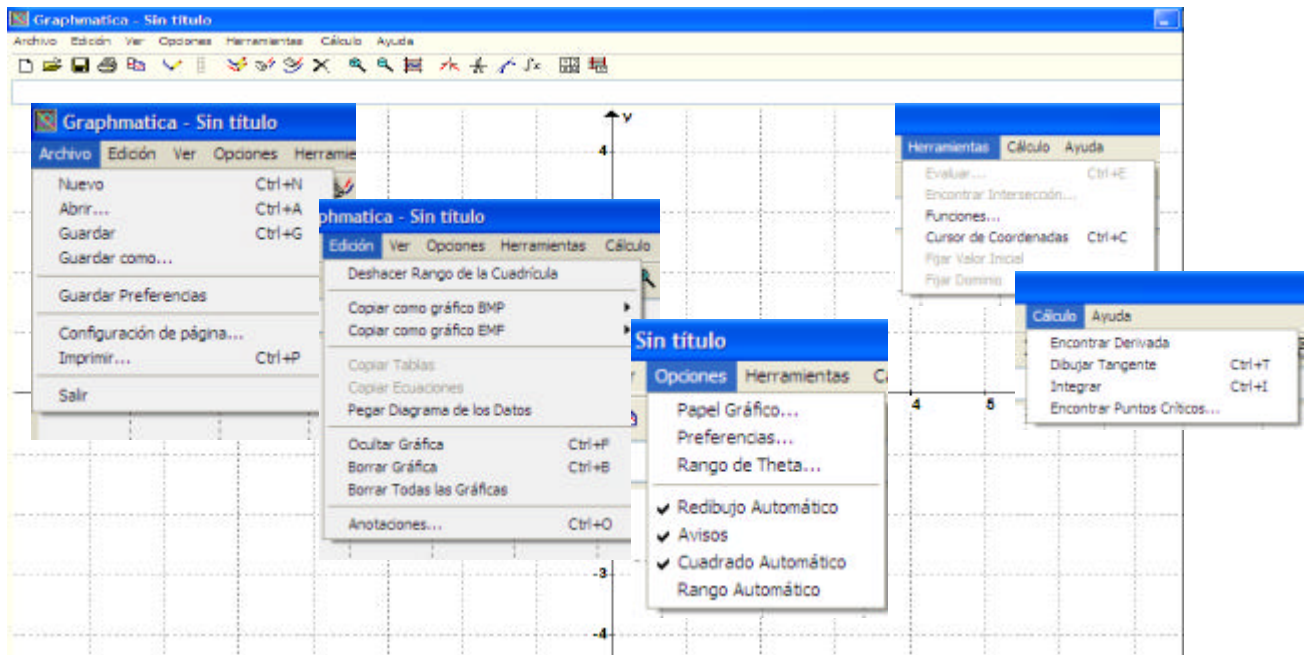 Graphmatica - Sin título
Archivo Edición Ver Opciones Herramientas Cálculo Ayuda
y
4
Graphmatica - Sin título
Archivo Edición Ver Opciones Herramie
Nuevo Ctrl+N
Abrir... Ctrl+A
Guardar Ctrl+G
Guardar como...
Guardar Preferencias
Configuración de página...
Imprimir... Ctrl+P
Salir
phmatica - Sin título
Edición Ver Opciones Herramientas Cálculo
Deshacer Rango de la Cuadrícula
Copiar como gráfico BMP
Copiar como gráfico EMF
Copiar Tablas
Copiar Ecuaciones
Pegar Diagrama de los Datos
Ocultar Gráfica Ctrl+F
Borrar Gráfica Ctrl+B
Borrar Todas las Gráficas
Anotaciones... Ctrl+O
Sin título
Opciones Herramientas C
Papel Gráfico...
Preferencias...
Rango de Theta...
Redibujo Automático
Avisos
Cuadrado Automático
Rango Automático
Herramientas Cálculo Ayuda
Evaluar... Ctrl+E
Encontrar Intersección...
Funciones...
Cursor de Coordenadas Ctrl+C
Fijar Valor Inicial
Fijar Dominio
Cálculo Ayuda
Encontrar Derivada
Dibujar Tangente Ctrl+T
Integrar Ctrl+I
Encontrar Puntos Críticos...
4 5
-3
-4